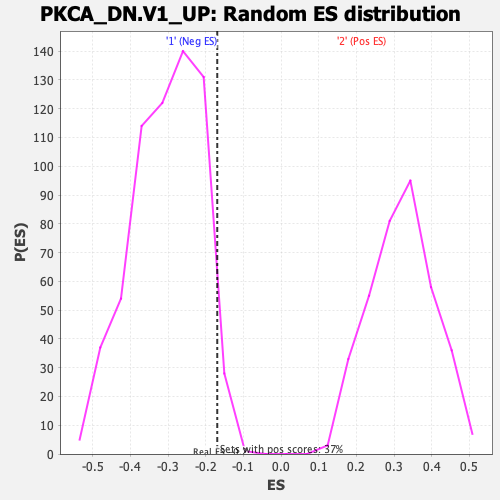 PKCA_DN.V1_UP: Random ES distribution
'1' (Neg ES)
'2' (Pos ES)
P(ES)
140
130
120
110
100
90
80
70
60
50
40
30
20
10
0
Sets with pos scores: 37%
-0.5 -0.4 -0.3 -0.2 -0.1 0.0 0.1 0.2 0.3 0.4 0.5
ES